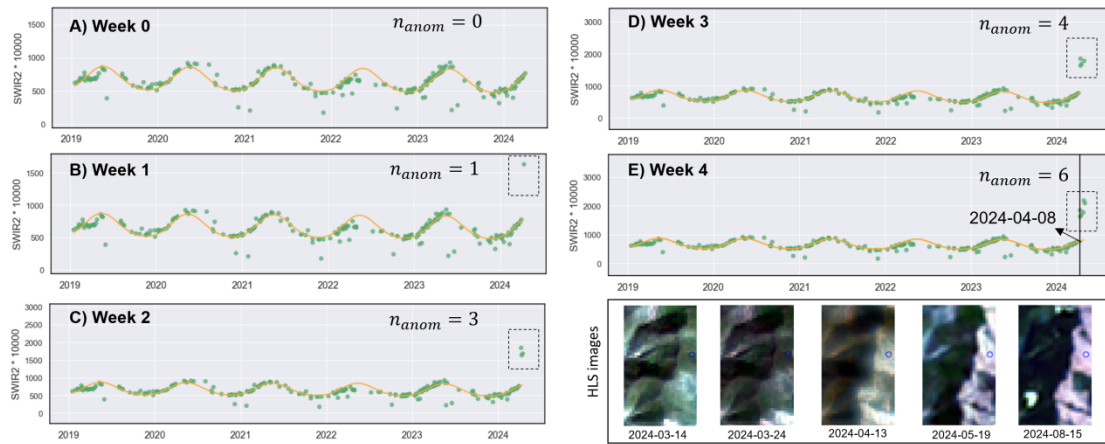 A) Week 0
n_anom = 0
SWIR2 * 10000
1500
1000
500
0
2019 2020 2021 2022 2023 2024
B) Week 1
n_anom = 1
SWIR2 * 10000
1500
1000
500
0
2019 2020 2021 2022 2023 2024
C) Week 2
n_anom = 3
SWIR2 * 10000
3000
2500
2000
1500
1000
500
0
2019 2020 2021 2022 2023 2024
D) Week 3
n_anom = 4
SWIR2 * 10000
3000
2000
1000
0
2019 2020 2021 2022 2023 2024
E) Week 4
n_anom = 6
2024-04-08
SWIR2 * 10000
3000
2000
1000
0
2019 2020 2021 2022 2023 2024
HLS images
2024-03-14 2024-03-24 2024-04-13 2024-05-19 2024-08-15